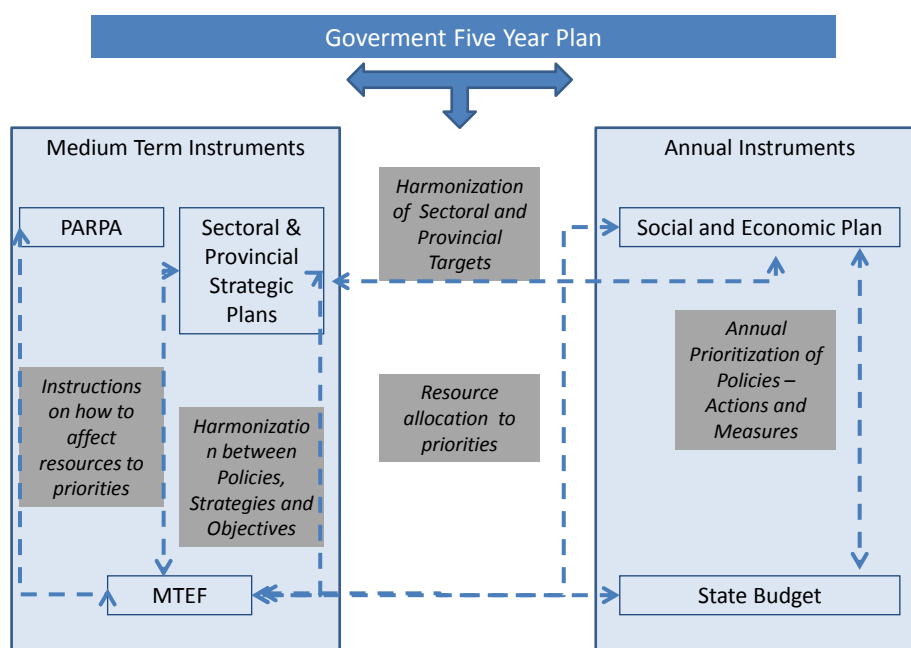 Goverment Five Year Plan
Medium Term Instruments
PARPA
Sectoral &
Provincial
Strategic
Plans
Instructions
on how to
affect
resources to
priorities
Harmonizatio
n between
Policies,
Strategies and
Objectives
MTEF
Harmonization
of Sectoral and
Provincial
Targets
Resource
allocation to
priorities
Annual Instruments
Social and Economic Plan
Annual
Prioritization of
Policies –
Actions and
Measures
State Budget